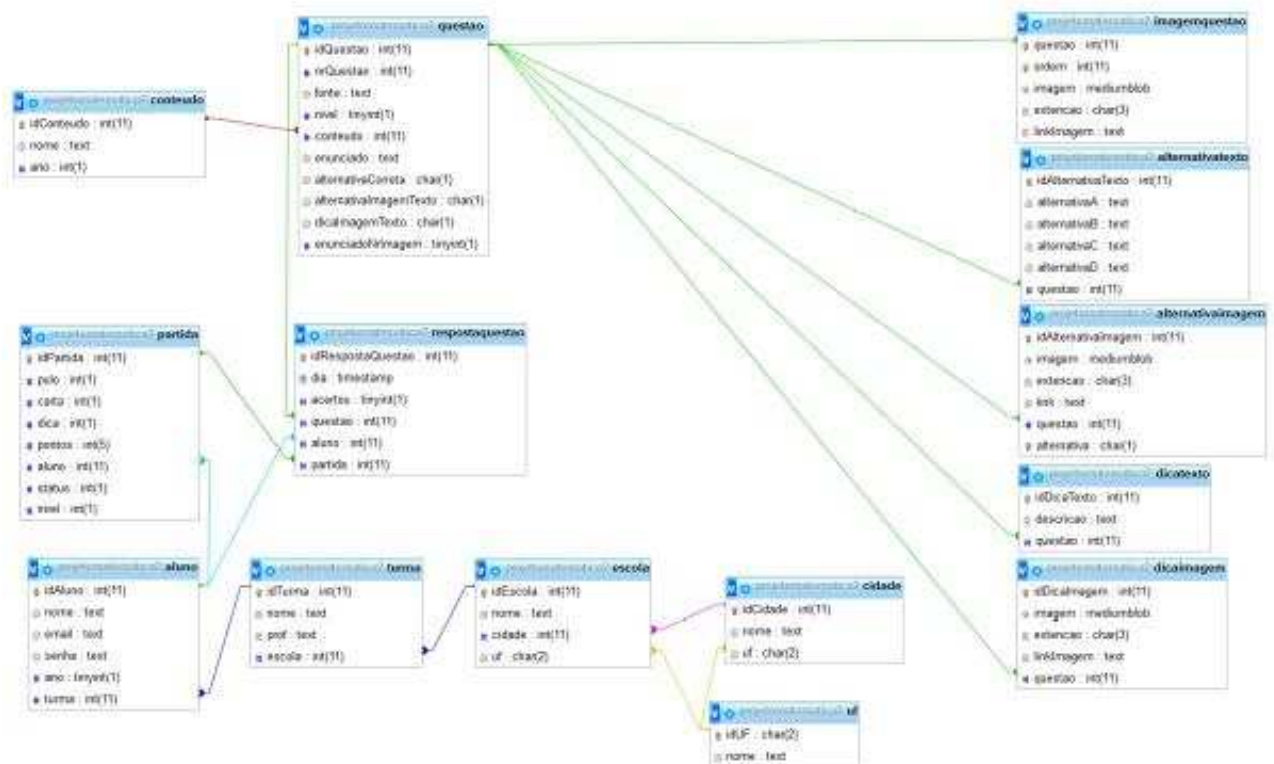 questao
idQuestao : int(11)
nrQuestao : int(11)
fonte : text
nivel : tinyint(1)
conteudo : int(11)
enunciado : text
alternativaCorreta : char(1)
alternativaImagemTexto : char(1)
dicaImagemTexto : char(1)
enunciadoNrImagem : tinyint(1)
conteudo
idConteudo : int(11)
nome : text
ano : int(1)
imagemquestao
questao : int(11)
ordem : int(11)
imagem : mediumblob
extencao : char(3)
linkImagem : text
alternativatexto
idAlternativaTexto : int(11)
alternativaA : text
alternativaB : text
alternativaC : text
alternativaD : text
questao : int(11)
alternativaimagem
idAlternativaImagem : int(11)
imagem : mediumblob
extencao : char(3)
link : text
questao : int(11)
alternativa : char(1)
partida
idPartida : int(11)
pulo : int(1)
carta : int(1)
dica : int(1)
pontos : int(5)
aluno : int(11)
status : int(1)
nivel : int(1)
respostaquestao
idRespostaQuestao : int(11)
dia : timestamp
acertos : tinyint(1)
questao : int(11)
aluno : int(11)
partida : int(11)
dicatexto
idDicaTexto : int(11)
descricao : text
questao : int(11)
aluno
idAluno : int(11)
nome : text
email : text
senha : text
ano : tinyint(1)
turma : int(11)
turma
idTurma : int(11)
nome : text
prof : text
escola : int(11)
escola
idEscola : int(11)
nome : text
cidade : int(11)
uf : char(2)
cidade
idCidade : int(11)
nome : text
uf : char(2)
dicaimagem
idDicaImagem : int(11)
imagem : mediumblob
extencao : char(3)
linkImagem : text
questao : int(11)
uf
idUF : char(2)
nome : text